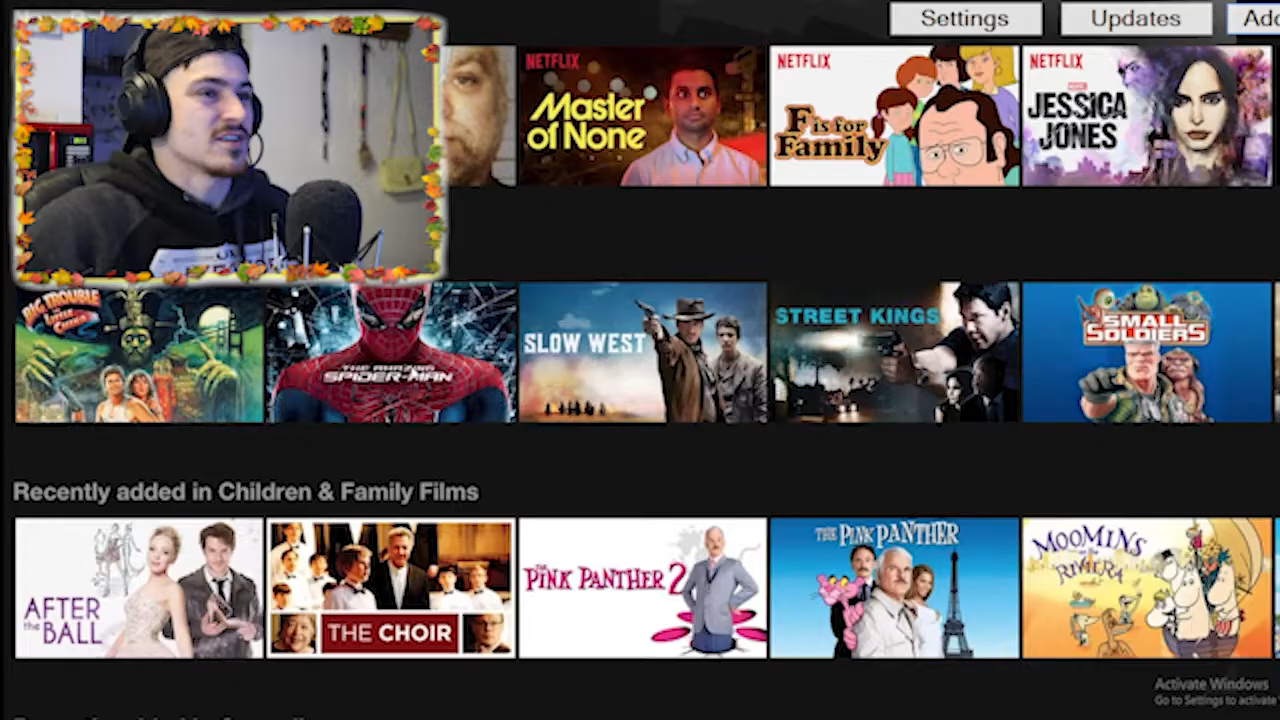 Settings
Updates
NETFLIX
Master
of None
NETFLIX
F is for
Family
NETFLIX
MARVEL
JESSICA
JONES
BIG TROUBLE
in Little China
THE AMAZING
SPIDER-MAN
SLOW WEST
STREET KINGS
SMALL
SOLDIERS
Recently added in Children & Family Films
AFTER
the BALL
THE CHOIR
THE PINK PANTHER 2
THE PINK PANTHER
MOOMINS
on the
RIVIERA
Activate Windows
Go to Settings to activate